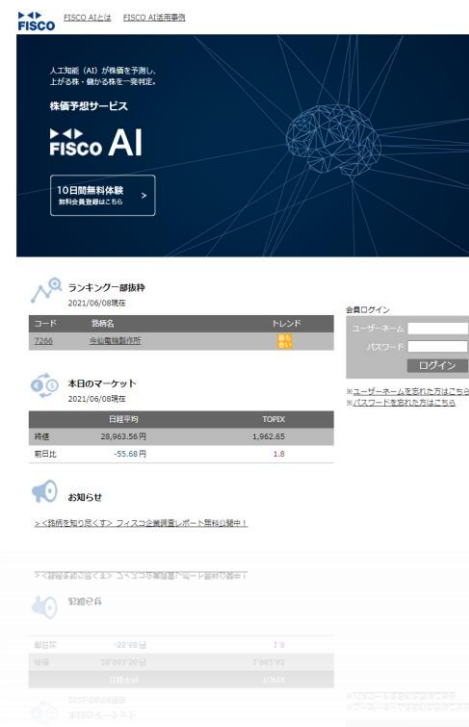 FISCO
FISCO AIとは FISCO AI活用事例
人工知能（AI）が株価を予測し、
上がる株・儲かる株を一発判定。
株価予想サービス
FISCO AI
10日間無料体験
無料会員登録はこちら >
ランキング一部抜粋
2021/06/08現在
コード 銘柄名 トレンド
7266 今仙電機製作所
本日のマーケット
2021/06/08現在
日経平均 TOPIX
終値 28,963.56円 1,962.65
前日比 -55.68円 1.8
お知らせ
＞＜銘柄を知り尽くす＞ フィスコ企業調査レポート無料公開中！
会員ログイン
ユーザーネーム
パスワード
ログイン
※ユーザーネームを忘れた方はこちら
※パスワードを忘れた方はこちら